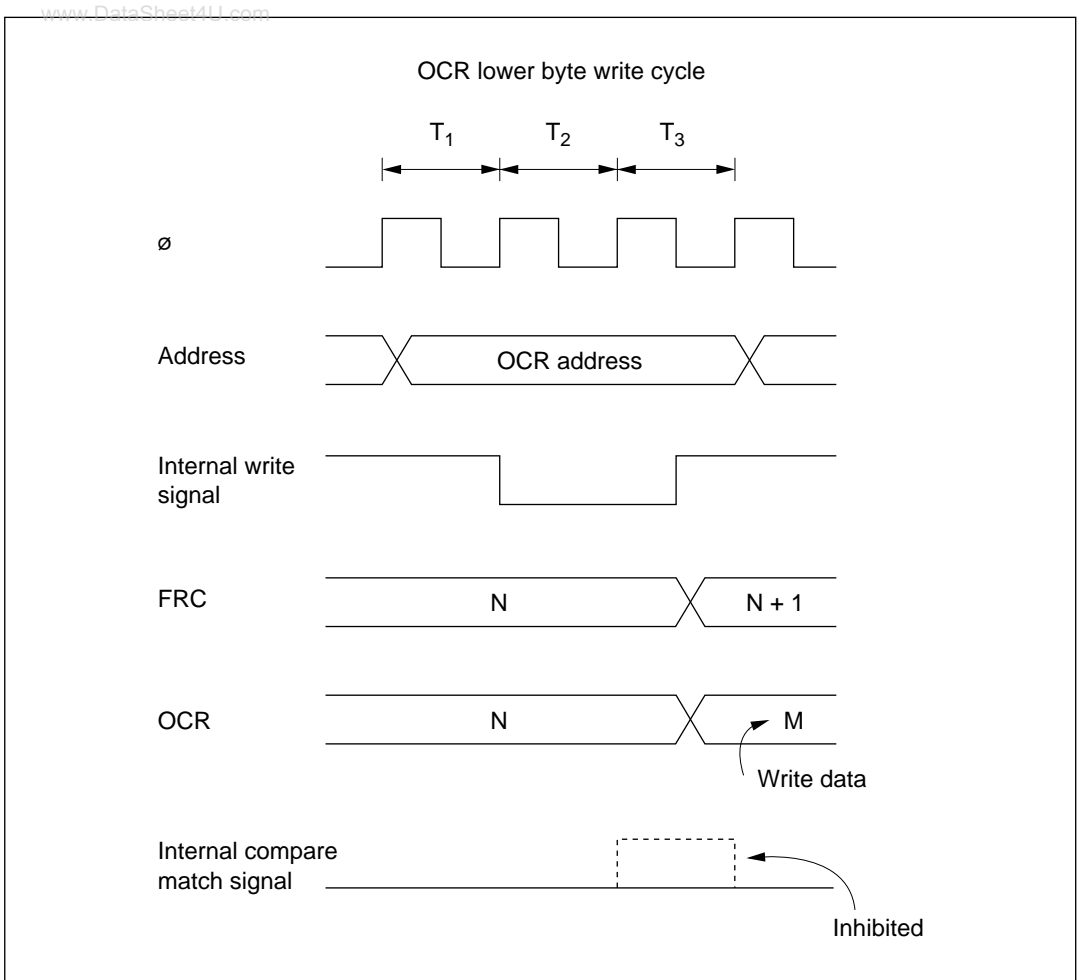 www.DataSheet4U.com
OCR lower byte write cycle
T1 T2 T3
ø
Address OCR address
Internal write
signal
FRC N N + 1
OCR N M
Write data
Internal compare
match signal
Inhibited